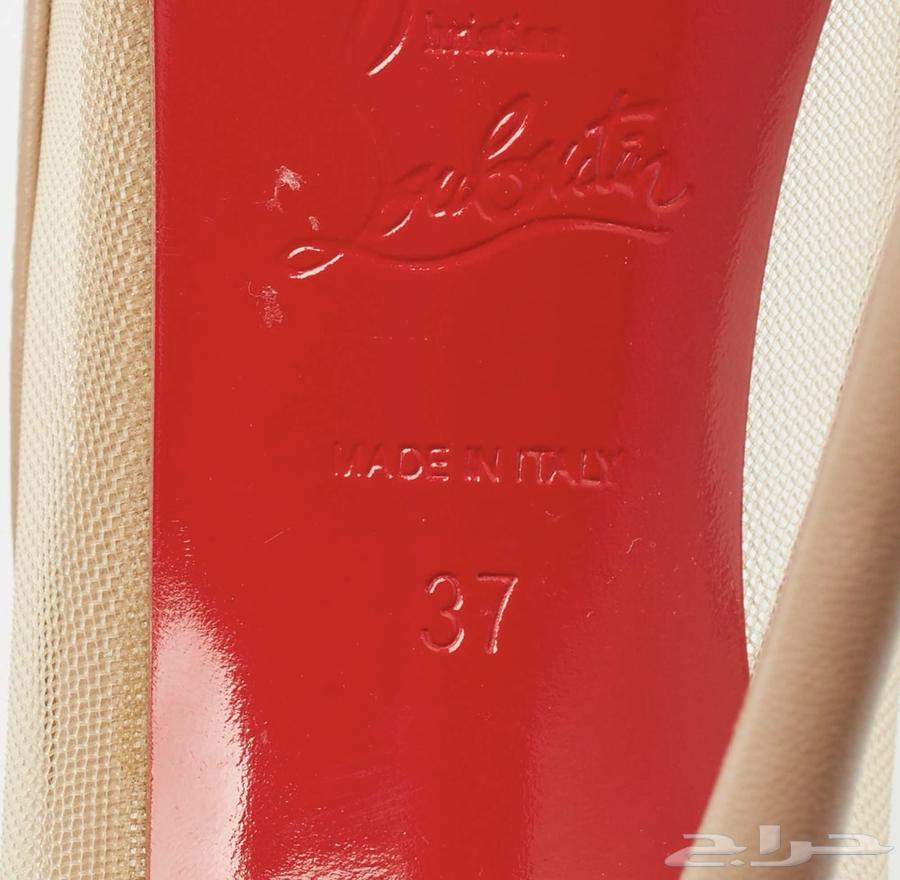 Christian
Louboutin
MADE IN ITALY
37
حراج